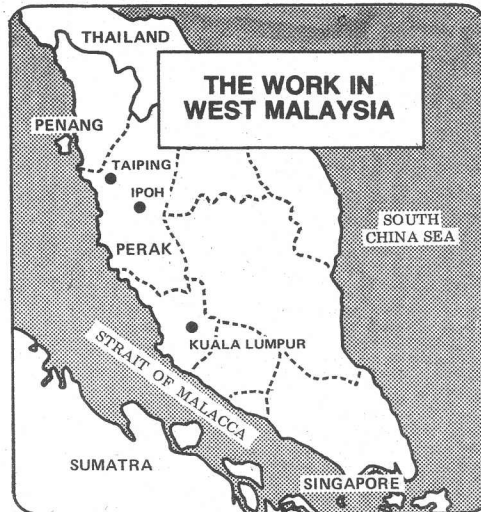 THAILAND
THE WORK IN
WEST MALAYSIA
PENANG
TAIPING
IPOH
SOUTH
CHINA SEA
PERAK
KUALA LUMPUR
STRAIT OF MALACCA
SUMATRA
SINGAPORE